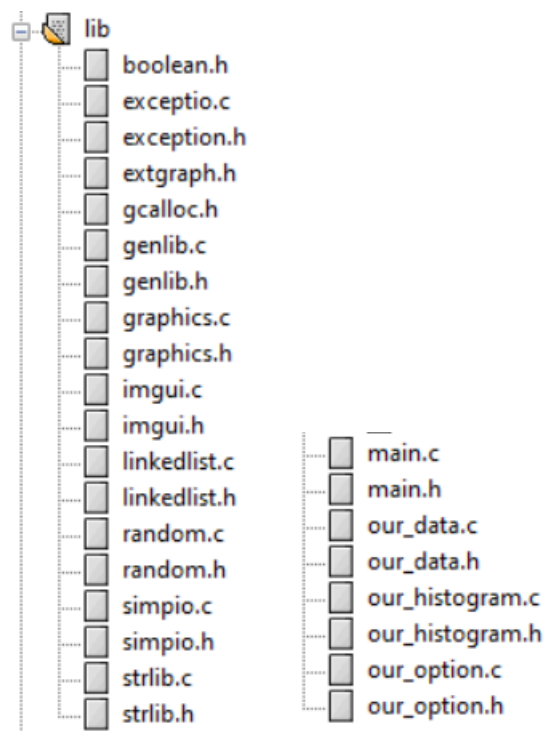 lib
boolean.h
exceptio.c
exception.h
extgraph.h
gcalloc.h
genlib.c
genlib.h
graphics.c
graphics.h
imgui.c
imgui.h
linkedlist.c
linkedlist.h
random.c
random.h
simpio.c
simpio.h
strlib.c
strlib.h
main.c
main.h
our_data.c
our_data.h
our_histogram.c
our_histogram.h
our_option.c
our_option.h